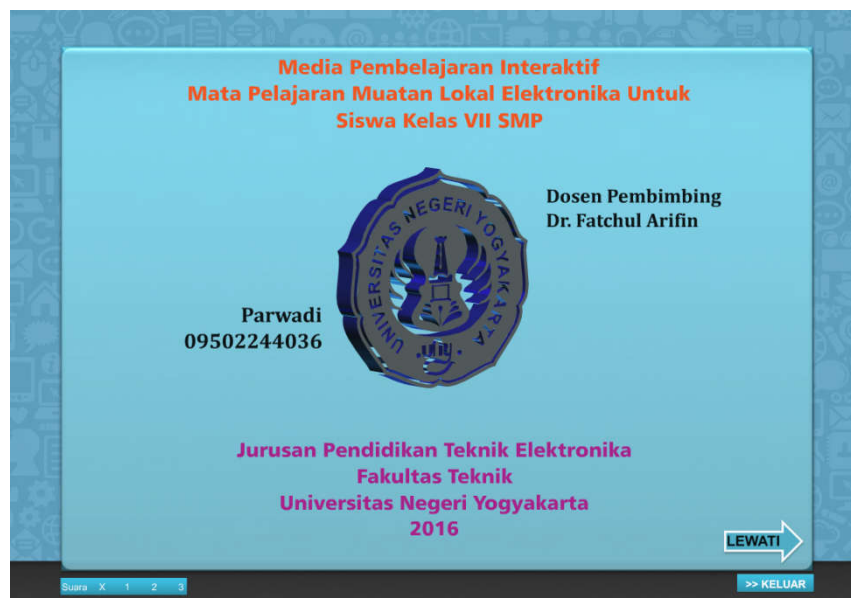 Media Pembelajaran Interaktif
Mata Pelajaran Muatan Lokal Elektronika Untuk
Siswa Kelas VII SMP
Dosen Pembimbing
Dr. Fatchul Arifin
UNIVERSITAS NEGERI YOGYAKARTA
Parwadi
09502244036
Jurusan Pendidikan Teknik Elektronika
Fakultas Teknik
Universitas Negeri Yogyakarta
2016
LEWATI
Suara X 1 2 3
>> KELUAR